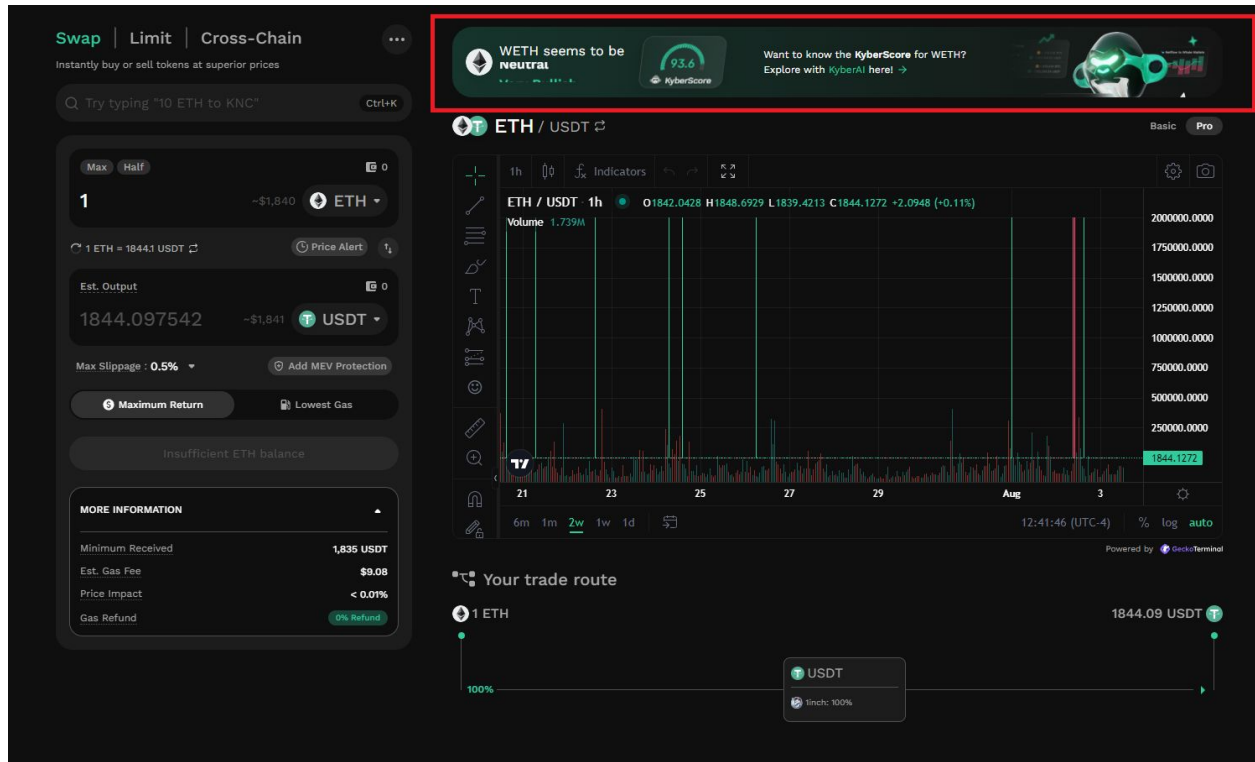 Swap | Limit | Cross-Chain
Instantly buy or sell tokens at superior prices
Try typing "10 ETH to KNC" Ctrl+K
Max Half 0
1 ~$1,840 ETH
1 ETH = 1844.1 USDT Price Alert
Est. Output 0
1844.097542 ~$1,841 USDT
Max Slippage : 0.5% Add MEV Protection
Maximum Return Lowest Gas
Insufficient ETH balance
MORE INFORMATION
Minimum Received 1,835 USDT
Est. Gas Fee $9.08
Price Impact < 0.01%
Gas Refund 0% Refund
WETH seems to be
Neutral
93.6
KyberScore
Want to know the KyberScore for WETH?
Explore with KyberAI here! →
ETH / USDT
Basic Pro
1h Indicators
ETH / USDT · 1h O1842.0428 H1848.6929 L1839.4213 C1844.1272 +2.0948 (+0.11%)
Volume 1.739M
2000000.0000
1750000.0000
1500000.0000
1250000.0000
1000000.0000
750000.0000
500000.0000
250000.0000
1844.1272
21 23 25 27 29 Aug 3
6m 1m 2w 1w 1d 12:41:46 (UTC-4) % log auto
Powered by GeckoTerminal
Your trade route
1 ETH 1844.09 USDT
USDT
100%
1inch: 100%